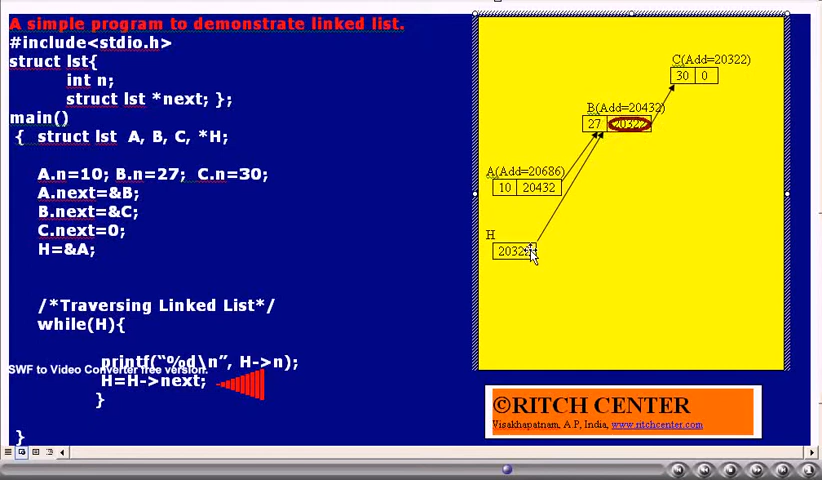 A simple program to demonstrate linked list.
#include<stdio.h>
struct lst{
int n;
struct lst *next; };
main()
{ struct lst A, B, C, *H;
A.n=10; B.n=27; C.n=30;
A.next=&B;
B.next=&C;
C.next=0;
H=&A;
/*Traversing Linked List*/
while(H){
printf("%d\n", H->n);
SWF to Video Converter free version.
H=H->next;
}
}
C(Add=20322)
30 0
B(Add=20432)
27 20322
A(Add=20686)
10 20432
H
©RITCH CENTER
Visakhapatnam, A.P, India, www.ritchcenter.com